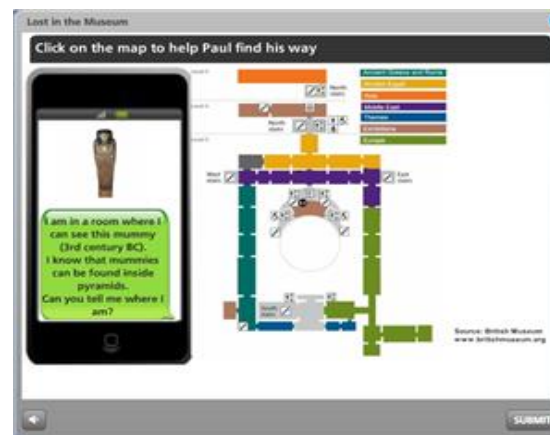 Lost in the Museum
Click on the map to help Paul find his way
I am in a room where I
can see this mummy
(3rd century BC).
I know that mummies
can be found inside
pyramids.
Can you tell me where I
am?
North
stairs
North
stairs
West
stairs
East
stairs
South
stairs
Ancient Greece and Rome
Ancient Egypt
Asia
Middle East
Themes
Exhibitions
Europe
Source: British Museum
www.britishmuseum.org
SUBMIT